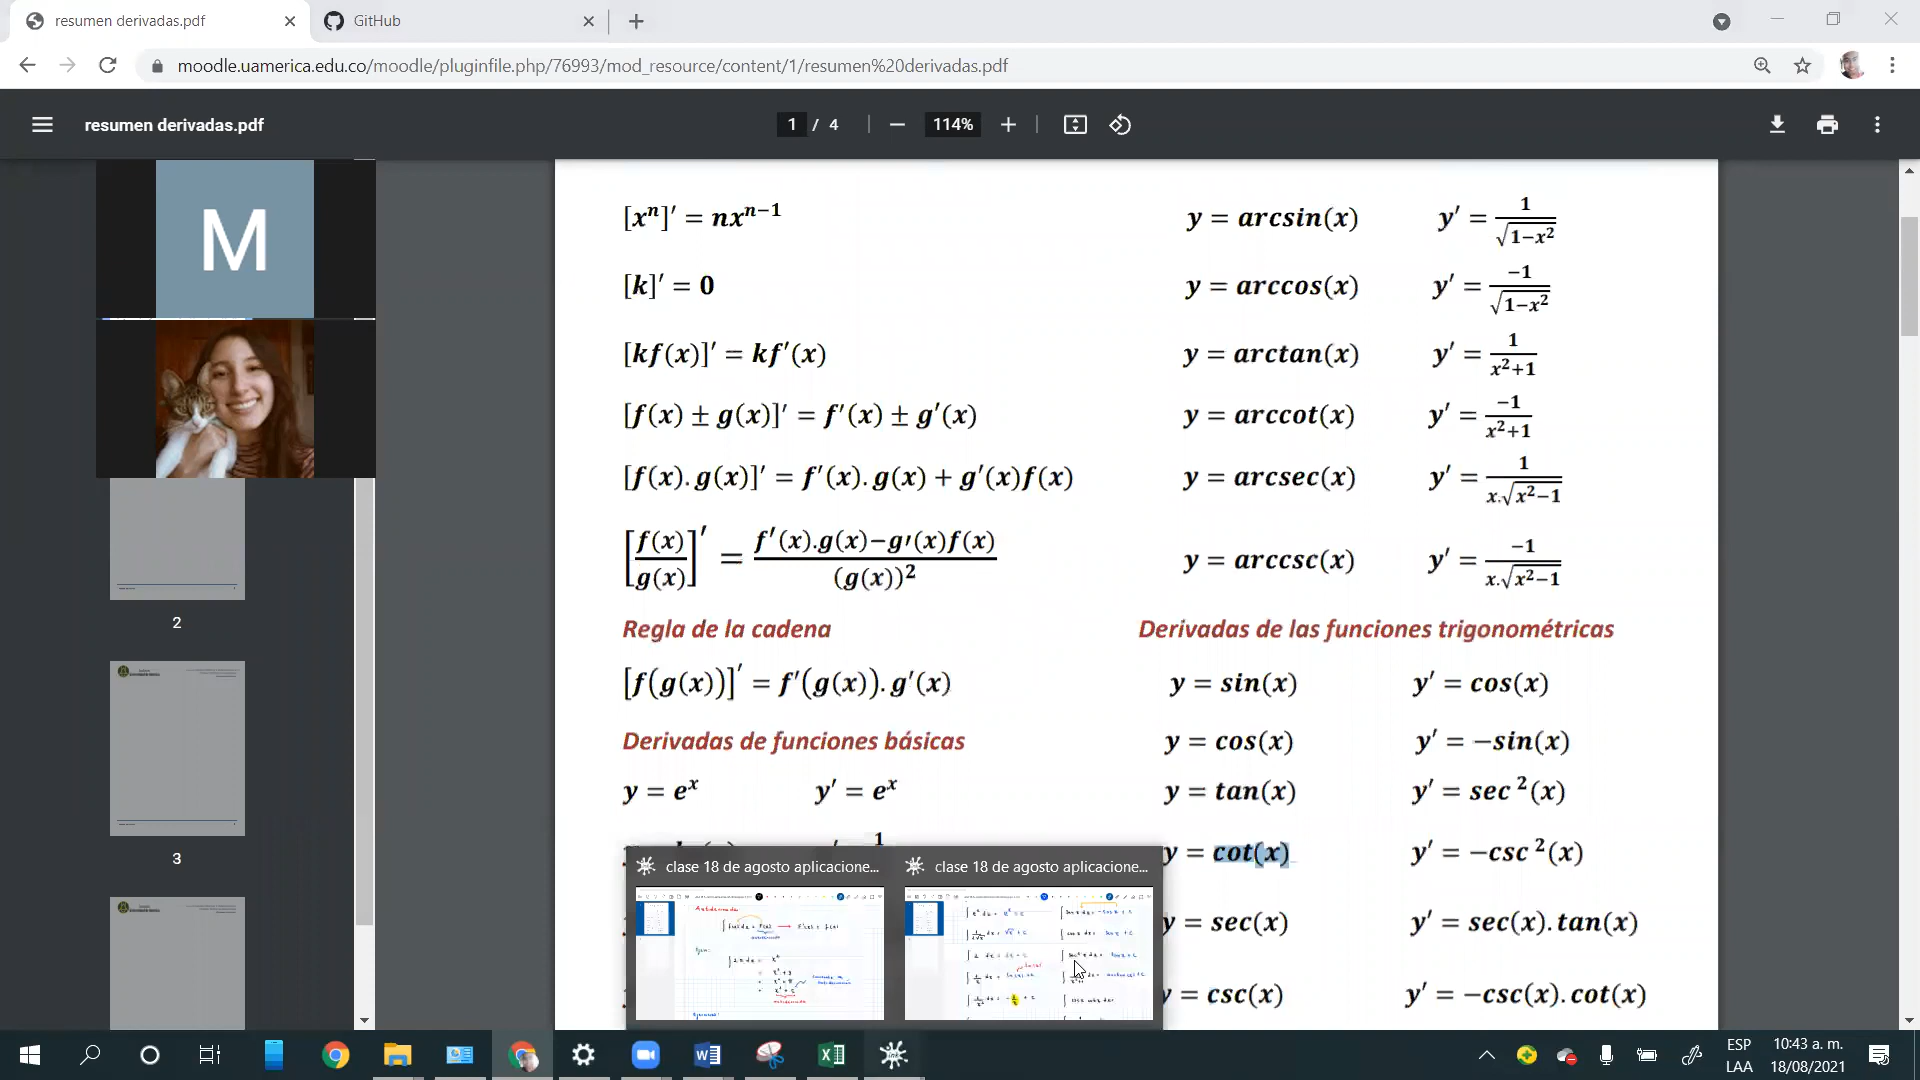 resumen derivadas.pdf
GitHub
moodle.uamerica.edu.co/moodle/pluginfile.php/76993/mod_resource/content/1/resumen%20derivadas.pdf
resumen derivadas.pdf
1 / 4
114%
M
2
3
[xⁿ]′ = nxⁿ⁻¹
y = arcsin(x) y′ = 1/√(1−x²)
[k]′ = 0
y = arccos(x) y′ = −1/√(1−x²)
[kf(x)]′ = kf′(x)
y = arctan(x) y′ = 1/(x²+1)
[f(x) ± g(x)]′ = f′(x) ± g′(x)
y = arccot(x) y′ = −1/(x²+1)
[f(x).g(x)]′ = f′(x).g(x) + g′(x)f(x)
y = arcsec(x) y′ = 1/(x.√(x²−1))
[f(x)/g(x)]′ = (f′(x).g(x)−g′(x)f(x))/(g(x))²
y = arccsc(x) y′ = −1/(x.√(x²−1))
Regla de la cadena
Derivadas de las funciones trigonométricas
[f(g(x))]′ = f′(g(x)).g′(x)
y = sin(x) y′ = cos(x)
Derivadas de funciones básicas
y = cos(x) y′ = −sin(x)
y = eˣ y′ = eˣ
y = tan(x) y′ = sec²(x)
y = cot(x) y′ = −csc²(x)
y = sec(x) y′ = sec(x).tan(x)
y = csc(x) y′ = −csc(x).cot(x)
clase 18 de agosto aplicacione...
clase 18 de agosto aplicacione...
ESP
LAA
10:43 a. m.
18/08/2021